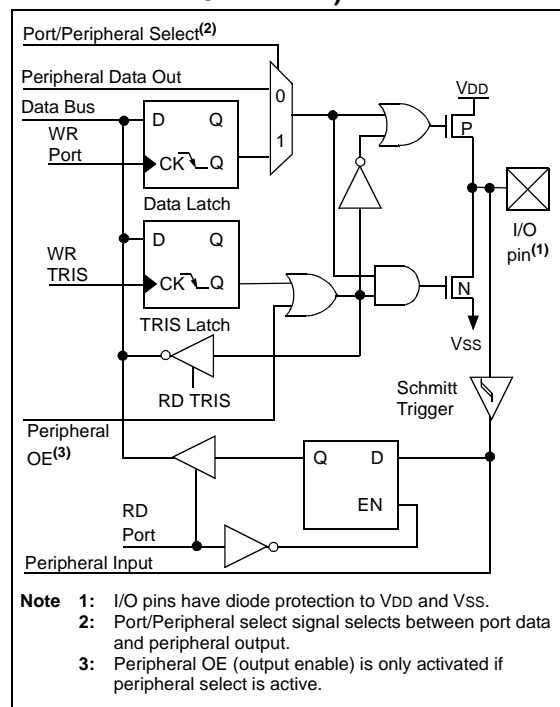 Port/Peripheral Select(2)
Peripheral Data Out
Data Bus
WR
Port
D Q
CK Q
Data Latch
0
1
VDD
P
I/O
pin(1)
WR
TRIS
D Q
CK Q
TRIS Latch
N
VSS
RD TRIS
Schmitt
Trigger
Peripheral
OE(3)
Q D
EN
RD
Port
Peripheral Input
Note 1: I/O pins have diode protection to VDD and VSS.
2: Port/Peripheral select signal selects between port data
and peripheral output.
3: Peripheral OE (output enable) is only activated if
peripheral select is active.